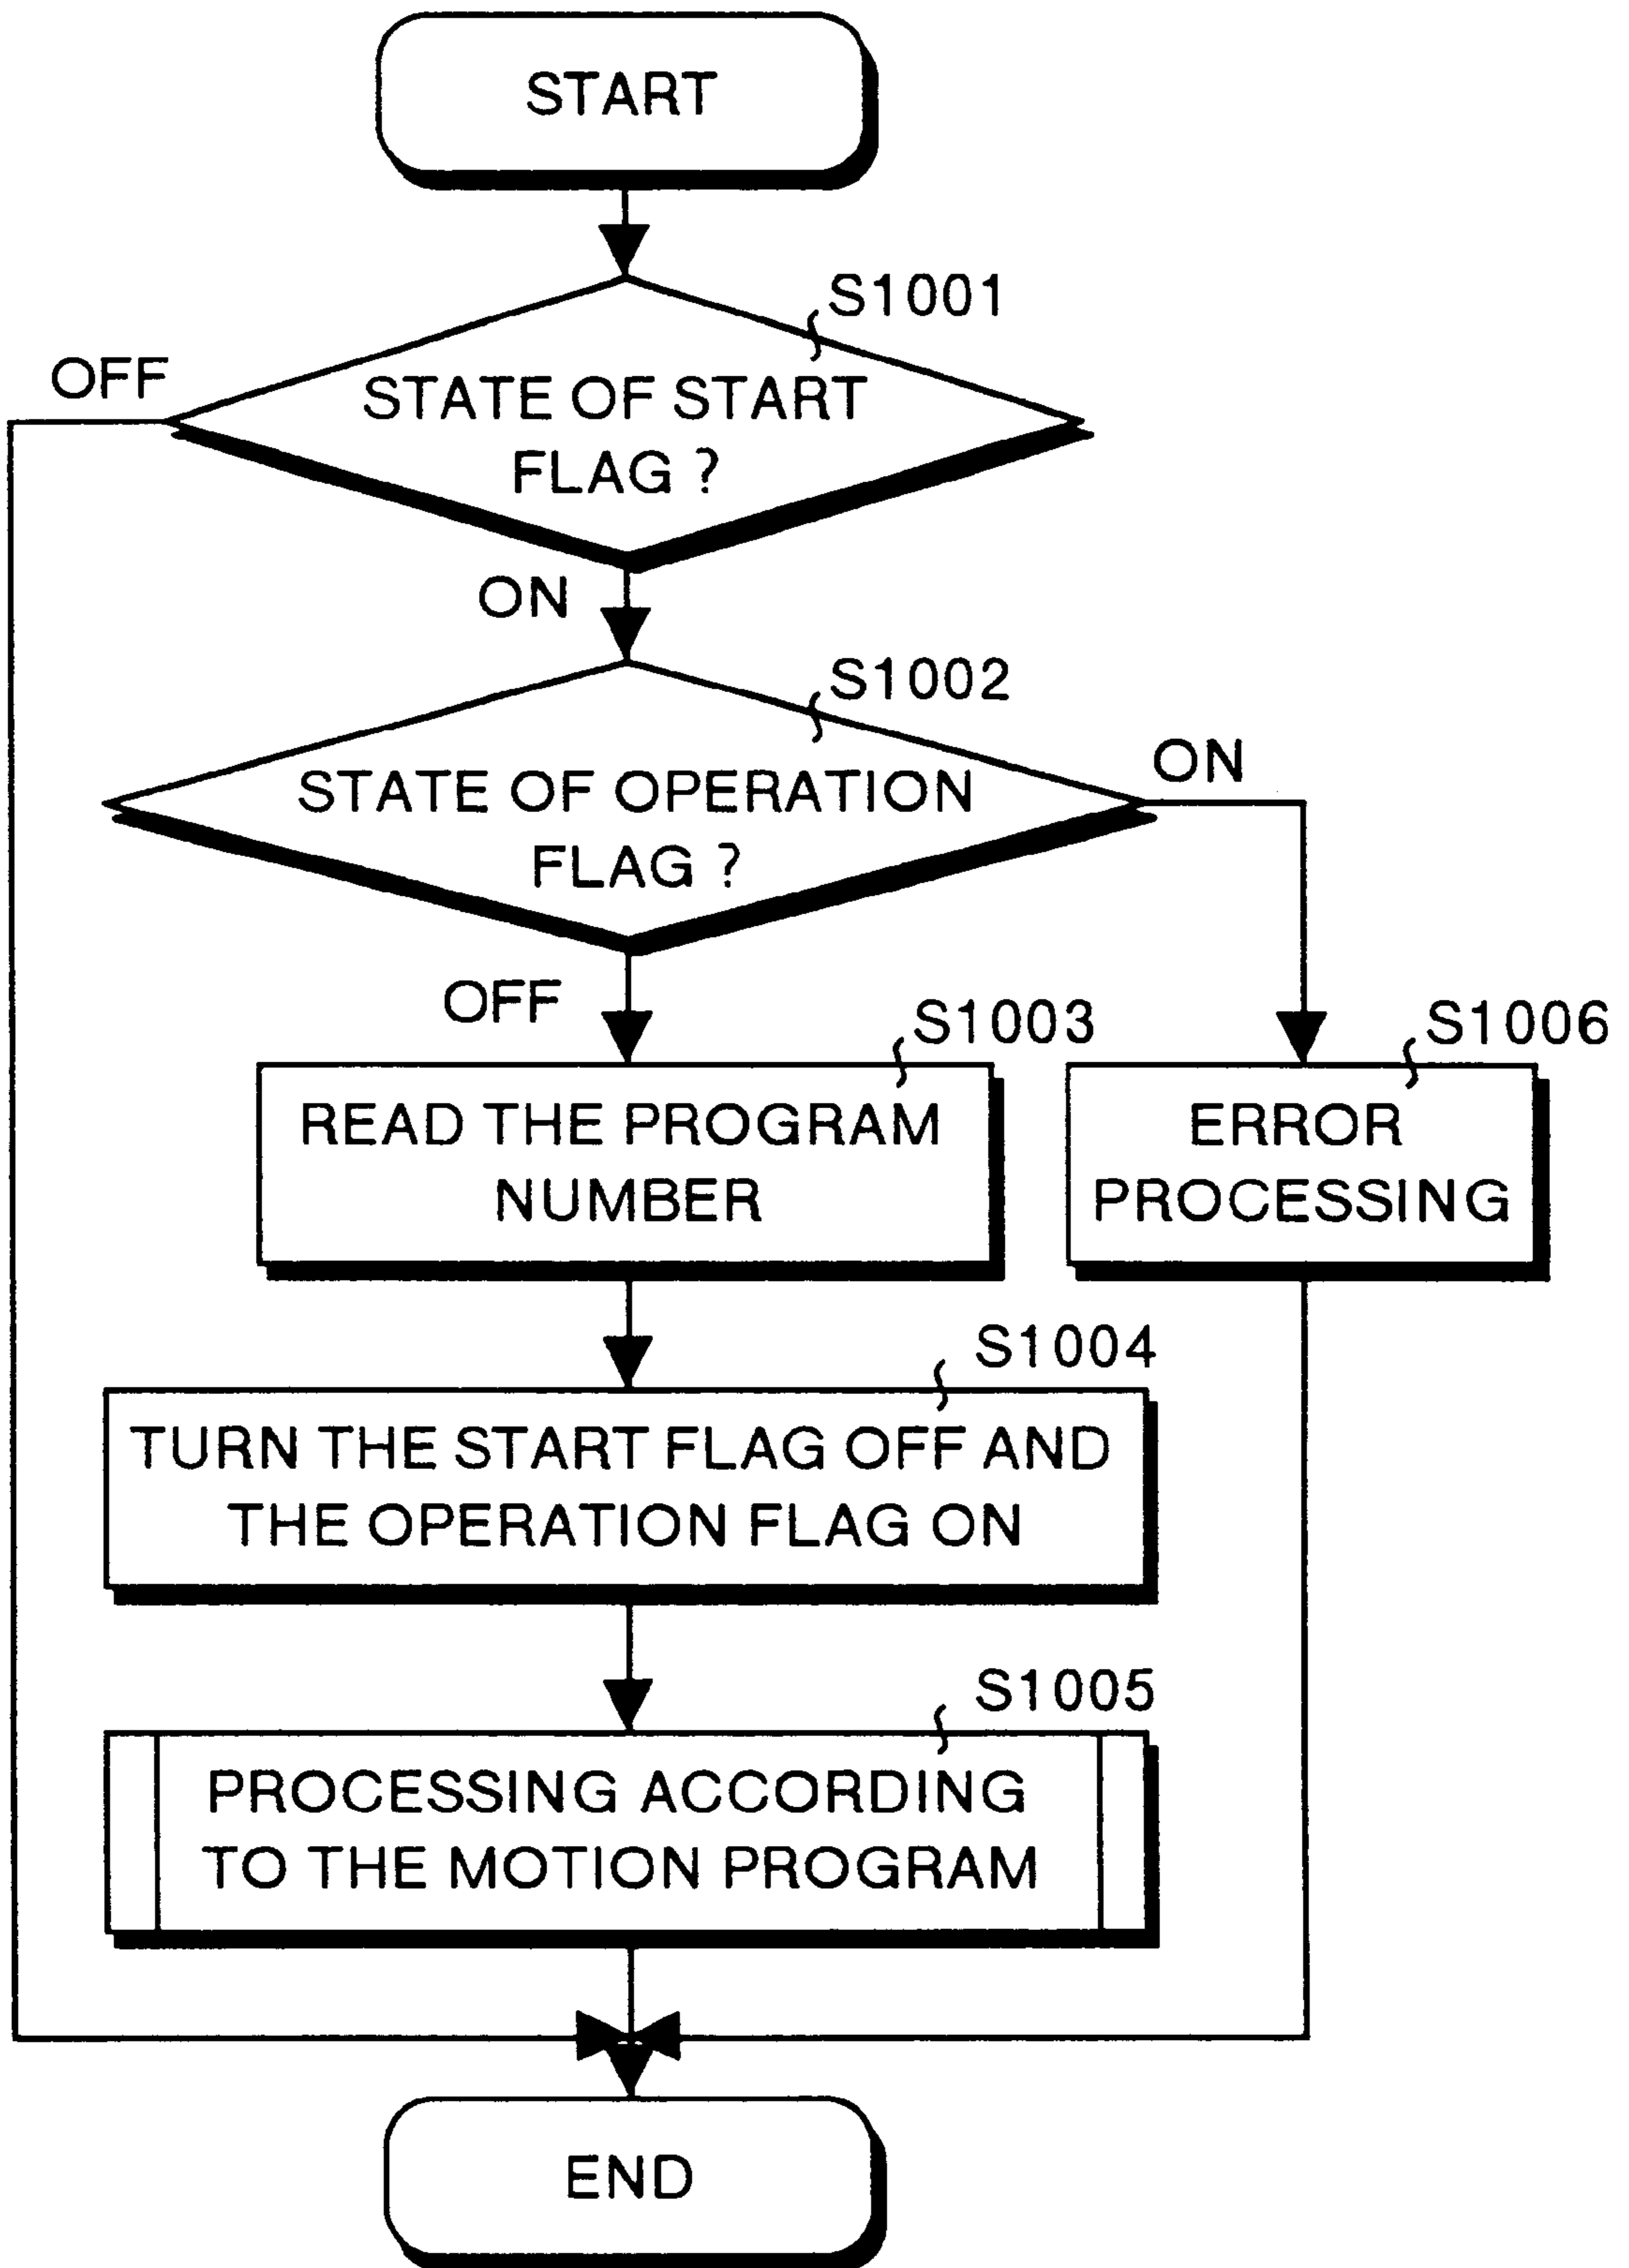 START
S1001
OFF
STATE OF START
FLAG ?
ON
S1002
ON
STATE OF OPERATION
FLAG ?
OFF
S1003
S1006
READ THE PROGRAM
NUMBER
ERROR
PROCESSING
S1004
TURN THE START FLAG OFF AND
THE OPERATION FLAG ON
S1005
PROCESSING ACCORDING
TO THE MOTION PROGRAM
END